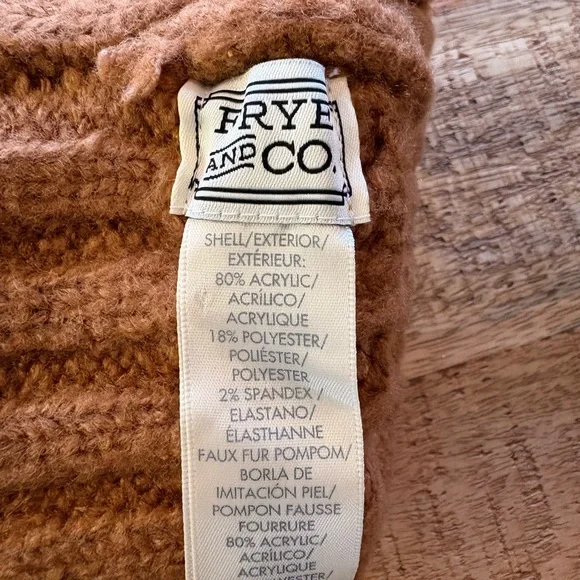 FRYE
AND CO.
SHELL/EXTERIOR/
EXTÉRIEUR:
80% ACRYLIC/
ACRÍLICO/
ACRYLIQUE
18% POLYESTER/
POLIÉSTER/
POLYESTER
2% SPANDEX /
ELASTANO/
ÉLASTHANNE
FAUX FUR POMPOM/
BORLA DE
IMITACIÓN PIEL/
POMPON FAUSSE
FOURRURE
80% ACRYLIC/
ACRÍLICO/
ACRYLIQUE